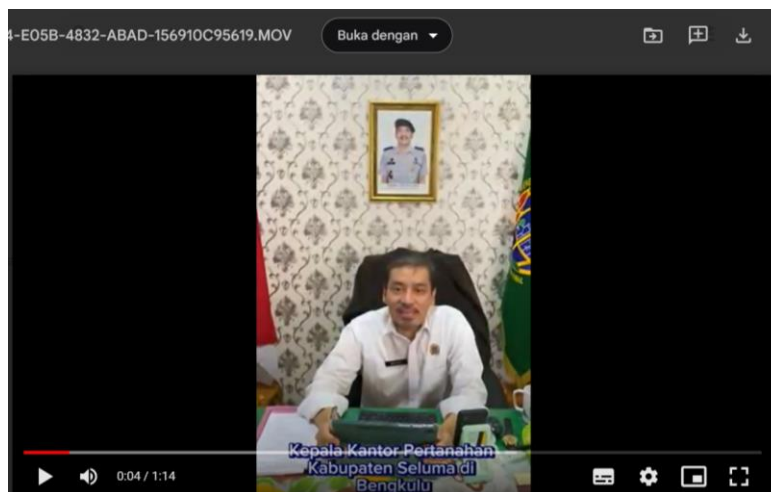 4-E05B-4832-ABAD-156910C95619.MOV
Buka dengan
Kepala Kantor Pertanahan
Kabupaten Seluma di
Bengkulu
0:04 / 1:14